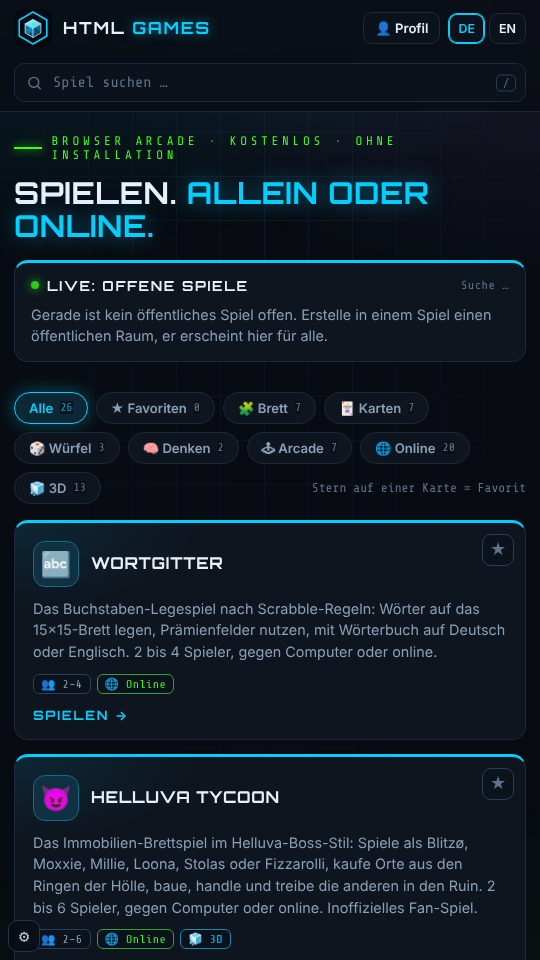 HTML GAMES
👤 Profil
DE
EN
Spiel suchen …
/
BROWSER ARCADE · KOSTENLOS · OHNE
INSTALLATION
SPIELEN. ALLEIN ODER
ONLINE.
LIVE: OFFENE SPIELE
Suche …
Gerade ist kein öffentliches Spiel offen. Erstelle in einem Spiel einen
öffentlichen Raum, er erscheint hier für alle.
Alle 26
★ Favoriten 0
🧩 Brett 7
🃏 Karten 7
🎲 Würfel 3
🧠 Denken 2
🕹 Arcade 7
🌐 Online 20
🧊 3D 13
Stern auf einer Karte = Favorit
abc
WORTGITTER
★
Das Buchstaben-Legespiel nach Scrabble-Regeln: Wörter auf das
15×15-Brett legen, Prämienfelder nutzen, mit Wörterbuch auf Deutsch
oder Englisch. 2 bis 4 Spieler, gegen Computer oder online.
👥 2–4
🌐 Online
SPIELEN →
HELLUVA TYCOON
★
Das Immobilien-Brettspiel im Helluva-Boss-Stil: Spiele als Blitzø,
Moxxie, Millie, Loona, Stolas oder Fizzarolli, kaufe Orte aus den
Ringen der Hölle, baue, handle und treibe die anderen in den Ruin. 2
bis 6 Spieler, gegen Computer oder online. Inoffizielles Fan-Spiel.
👥 2–6
🌐 Online
🧊 3D